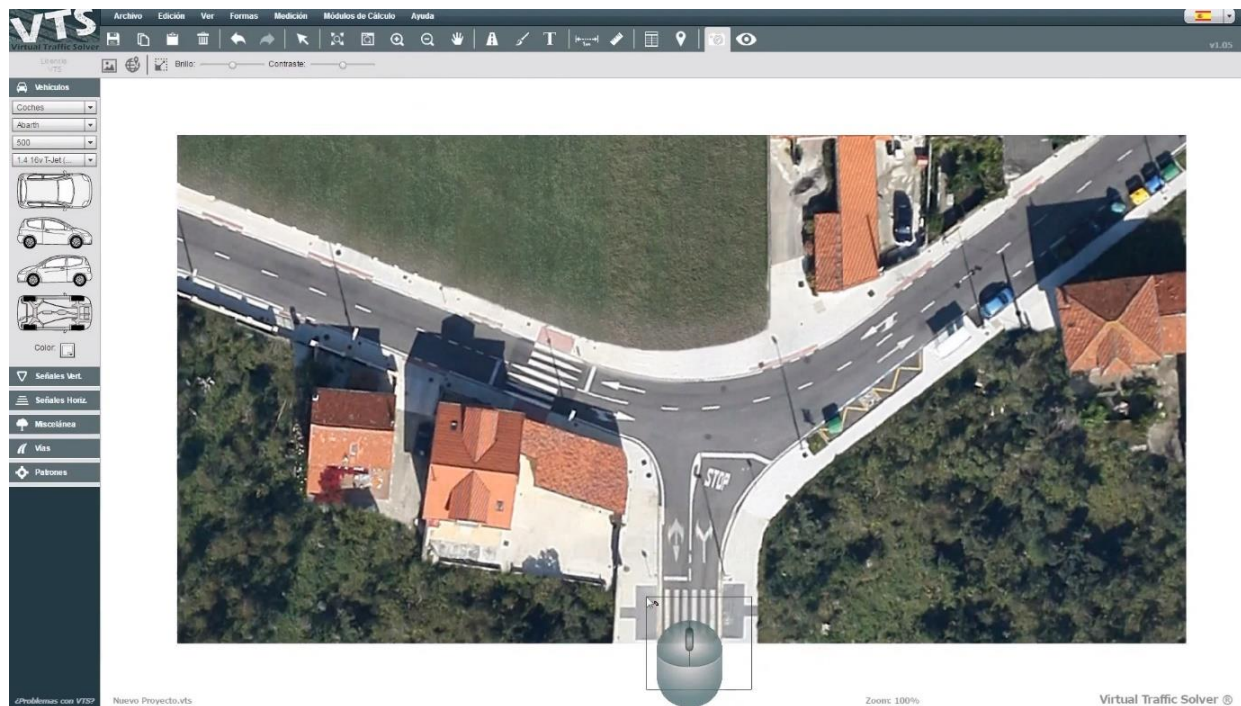 VTS
Virtual Traffic Solver
Archivo Edición Ver Formas Medición Módulos de Cálculo Ayuda
v1.05
Licencia
VTS
Brillo: Contraste:
Vehículos
Coches
Abarth
500
1.4 16v T-Jet (...
Color:
Señales Vert.
Señales Horiz.
Miscelánea
Vías
Patrones
STOP
¿Problemas con VTS?
Nuevo Proyecto.vts
Zoom: 100%
Virtual Traffic Solver ®